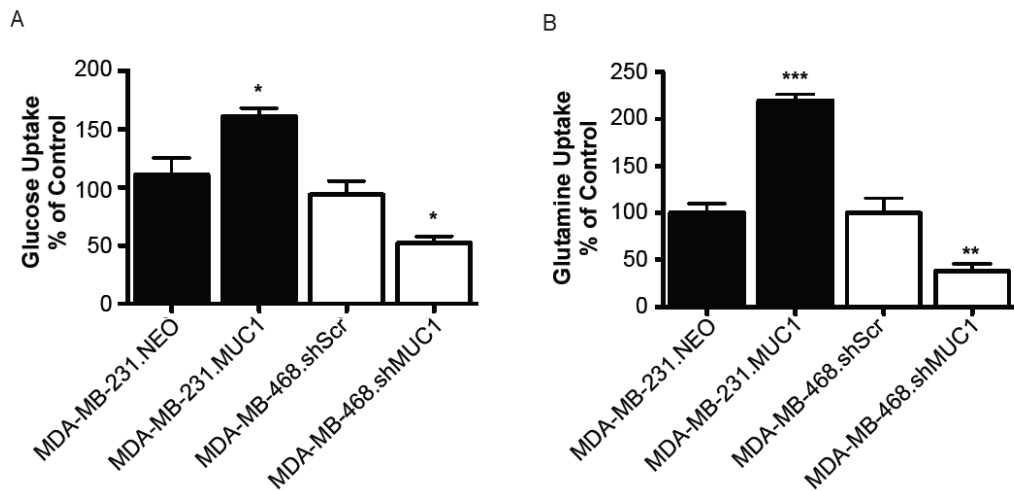 A
Glucose Uptake
% of Control
200
150
100
50
0
*
*
MDA-MB-231.NEO
MDA-MB-231.MUC1
MDA-MB-468.shScr
MDA-MB-468.shMUC1
B
Glutamine Uptake
% of Control
250
200
150
100
50
0
***
**
MDA-MB-231.NEO
MDA-MB-231.MUC1
MDA-MB-468.shScr
MDA-MB-468.shMUC1